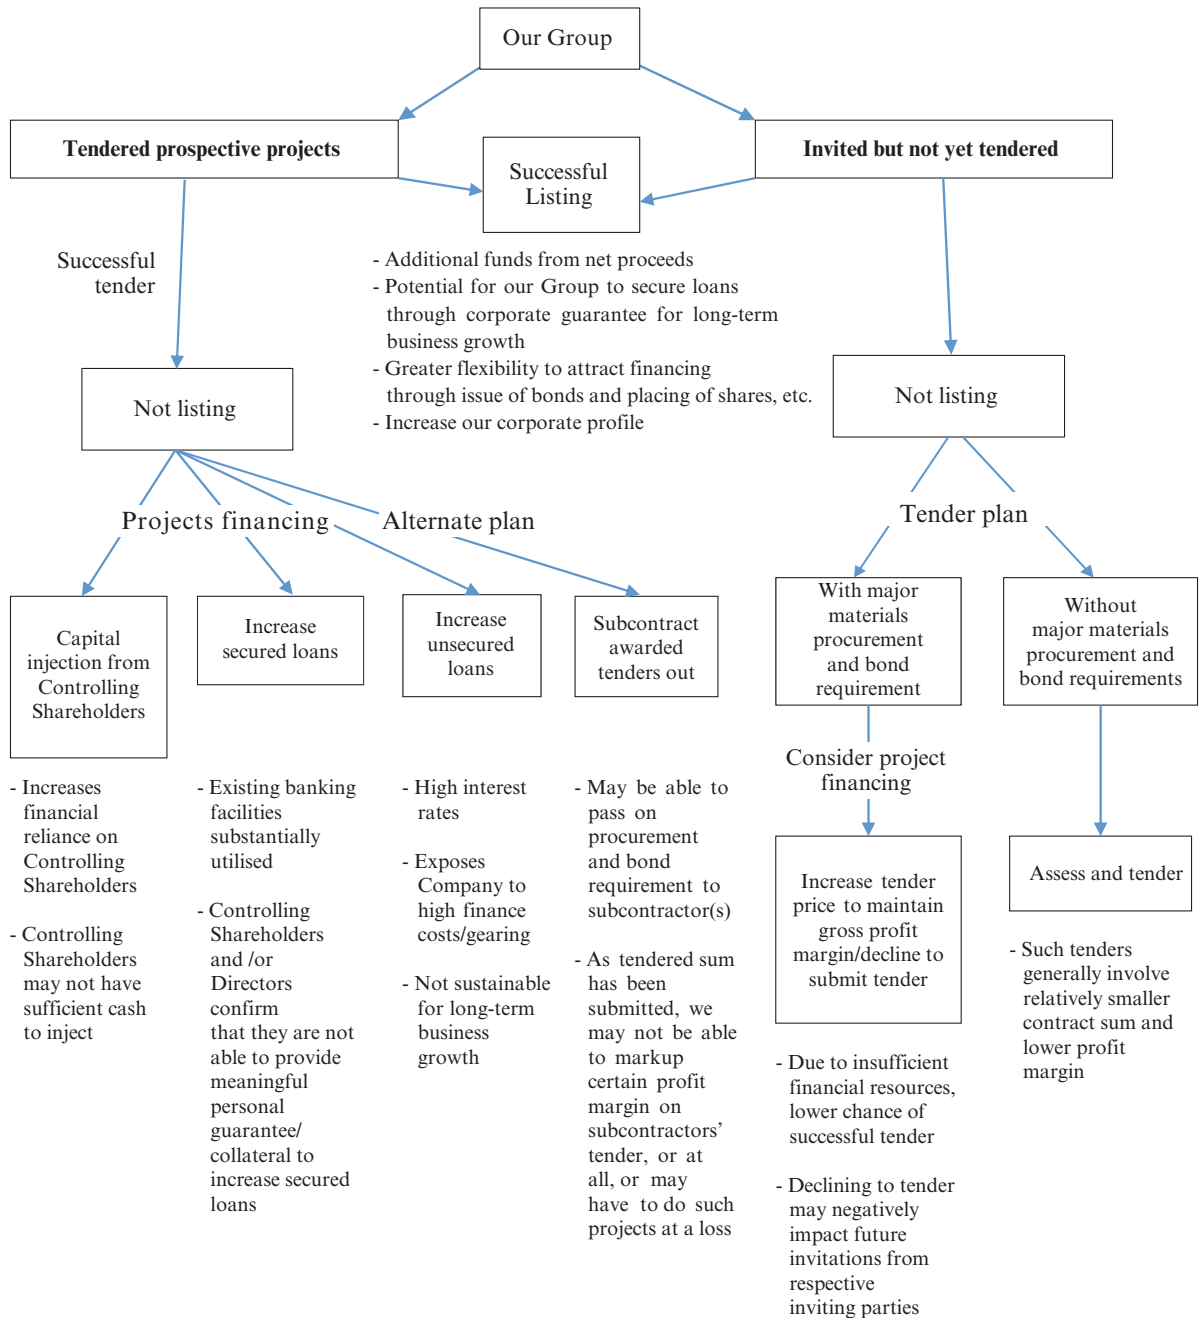 Our Group
Tendered prospective projects
Successful
Listing
Invited but not yet tendered
Successful
tender
- Additional funds from net proceeds
- Potential for our Group to secure loans
through corporate guarantee for long-term
business growth
- Greater flexibility to attract financing
through issue of bonds and placing of shares, etc.
- Increase our corporate profile
Not listing
Not listing
Projects financing
Alternate plan
Tender plan
Capital
injection from
Controlling
Shareholders
Increase
secured loans
Increase
unsecured
loans
Subcontract
awarded
tenders out
With major
materials
procurement
and bond
requirement
Without
major materials
procurement and
bond requirements
- Increases
financial
reliance on
Controlling
Shareholders
- Controlling
Shareholders
may not have
sufficient cash
to inject
- Existing banking
facilities
substantially
utilised
- Controlling
Shareholders
and /or
Directors
confirm
that they are not
able to provide
meaningful
personal
guarantee/
collateral to
increase secured
loans
- High interest
rates
- Exposes
Company to
high finance
costs/gearing
- Not sustainable
for long-term
business
growth
- May be able to
pass on
procurement
and bond
requirement to
subcontractor(s)
- As tendered sum
has been
submitted, we
may not be able
to markup
certain profit
margin on
subcontractors’
tender, or at
all, or may
have to do such
projects at a loss
Consider project
financing
Increase tender
price to maintain
gross profit
margin/decline to
submit tender
- Due to insufficient
financial resources,
lower chance of
successful tender
- Declining to tender
may negatively
impact future
invitations from
respective
inviting parties
Assess and tender
- Such tenders
generally involve
relatively smaller
contract sum and
lower profit
margin